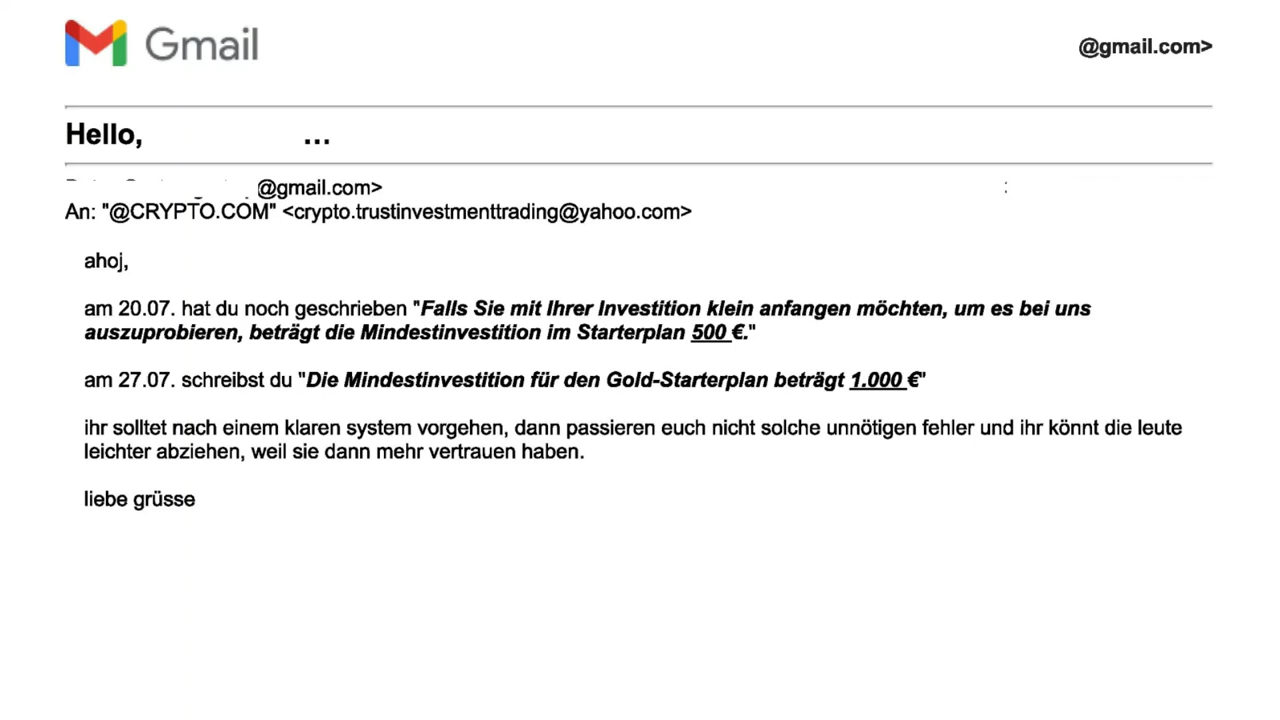 Gmail
@gmail.com>
Hello, ...
@gmail.com>
:
An: "@CRYPTO.COM" <crypto.trustinvestmenttrading@yahoo.com>
ahoj,
am 20.07. hat du noch geschrieben "Falls Sie mit Ihrer Investition klein anfangen möchten, um es bei uns
auszuprobieren, beträgt die Mindestinvestition im Starterplan 500 €."
am 27.07. schreibst du "Die Mindestinvestition für den Gold-Starterplan beträgt 1.000 €"
ihr solltet nach einem klaren system vorgehen, dann passieren euch nicht solche unnötigen fehler und ihr könnt die leute
leichter abziehen, weil sie dann mehr vertrauen haben.
liebe grüsse